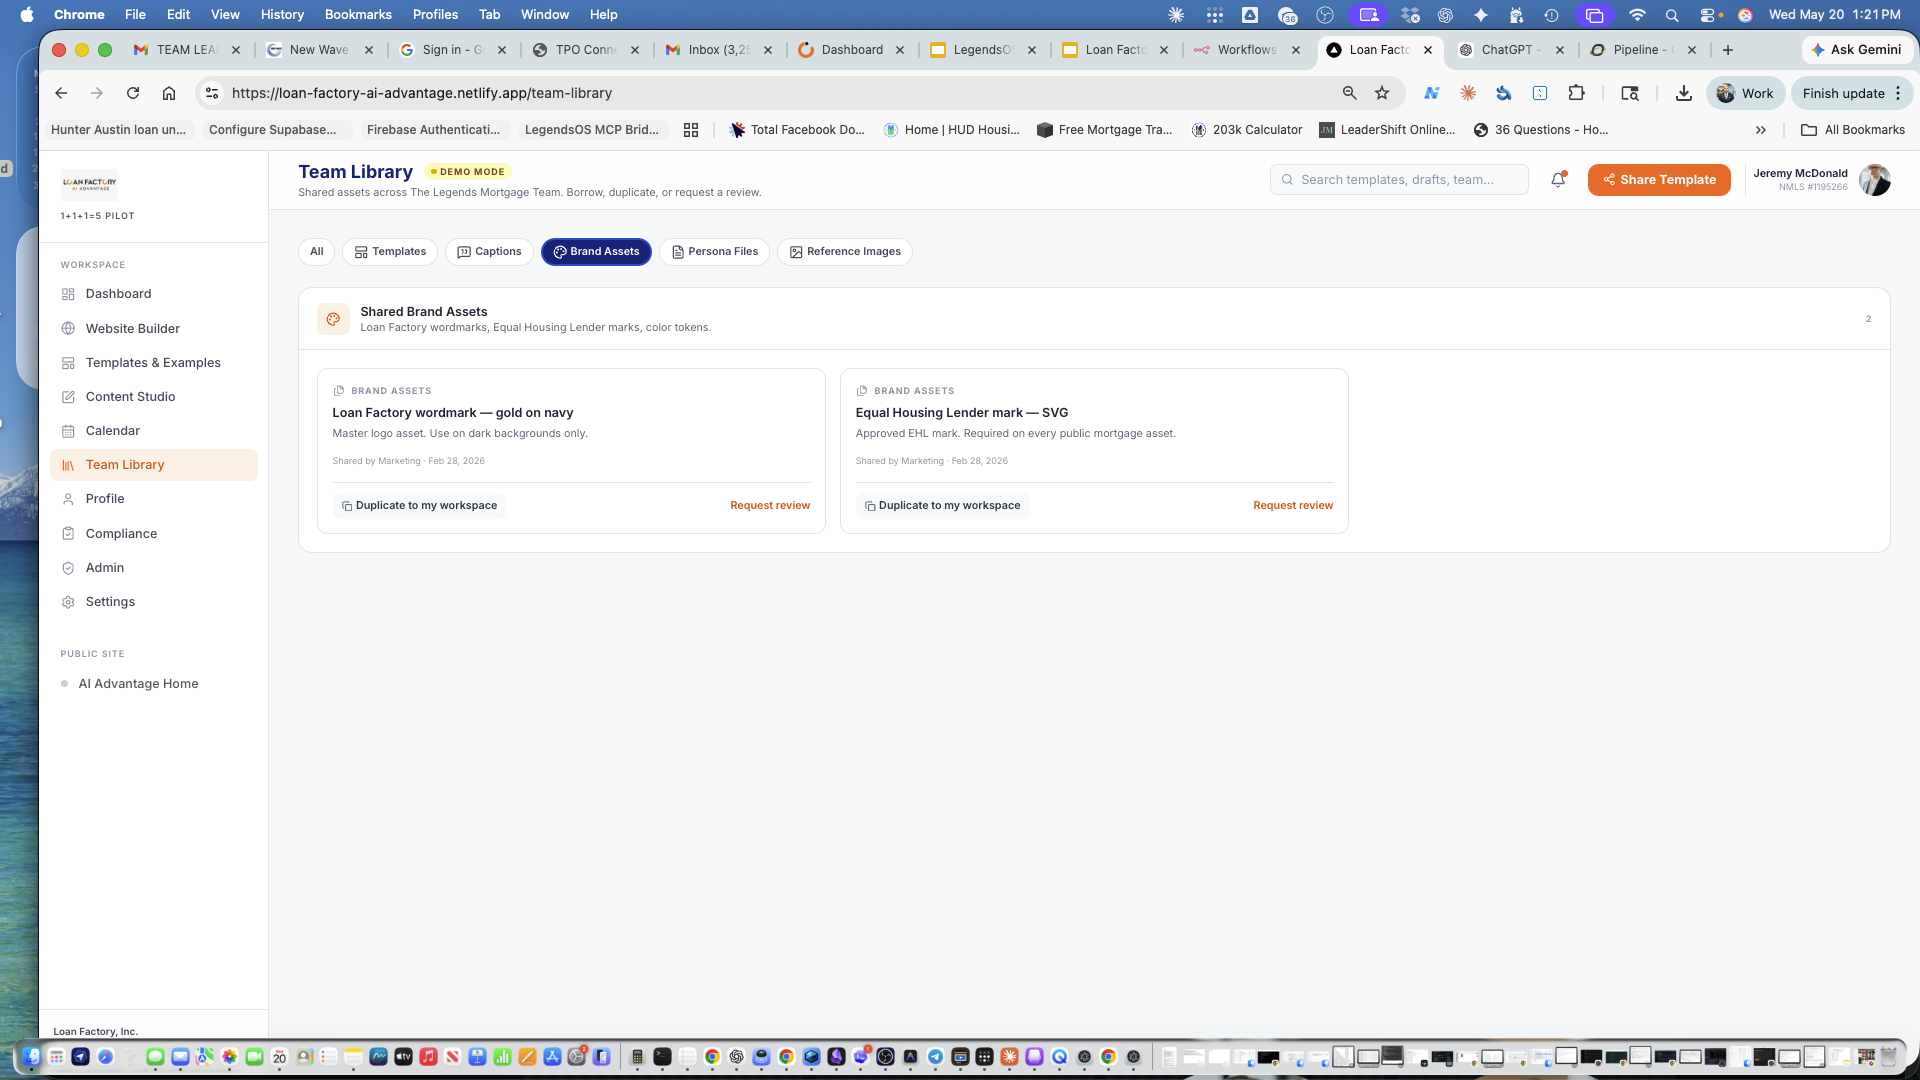 Chrome File Edit View History Bookmarks Profiles Tab Window Help
36
Wed May 20 1:21 PM
TEAM LEA
New Wave
Sign in - G
TPO Conne
Inbox (3,28
Dashboard
LegendsOS
Loan Facto
Workflows
Loan Facto
ChatGPT -
Pipeline -
Ask Gemini
https://loan-factory-ai-advantage.netlify.app/team-library
Work
Finish update
Hunter Austin loan un...
Configure Supabase...
Firebase Authenticati...
LegendsOS MCP Brid...
Total Facebook Do...
Home | HUD Housi...
Free Mortgage Tra...
203k Calculator
JM LeaderShift Online...
36 Questions - Ho...
All Bookmarks
LOAN FACTORY
AI ADVANTAGE
1+1+1=5 PILOT
WORKSPACE
Dashboard
Website Builder
Templates & Examples
Content Studio
Calendar
Team Library
Profile
Compliance
Admin
Settings
PUBLIC SITE
AI Advantage Home
Loan Factory, Inc.
Team Library
DEMO MODE
Shared assets across The Legends Mortgage Team. Borrow, duplicate, or request a review.
Search templates, drafts, team...
Share Template
Jeremy McDonald
NMLS #1195266
All
Templates
Captions
Brand Assets
Persona Files
Reference Images
Shared Brand Assets
Loan Factory wordmarks, Equal Housing Lender marks, color tokens.
2
BRAND ASSETS
Loan Factory wordmark — gold on navy
Master logo asset. Use on dark backgrounds only.
Shared by Marketing · Feb 28, 2026
Duplicate to my workspace
Request review
BRAND ASSETS
Equal Housing Lender mark — SVG
Approved EHL mark. Required on every public mortgage asset.
Shared by Marketing · Feb 28, 2026
Duplicate to my workspace
Request review
20